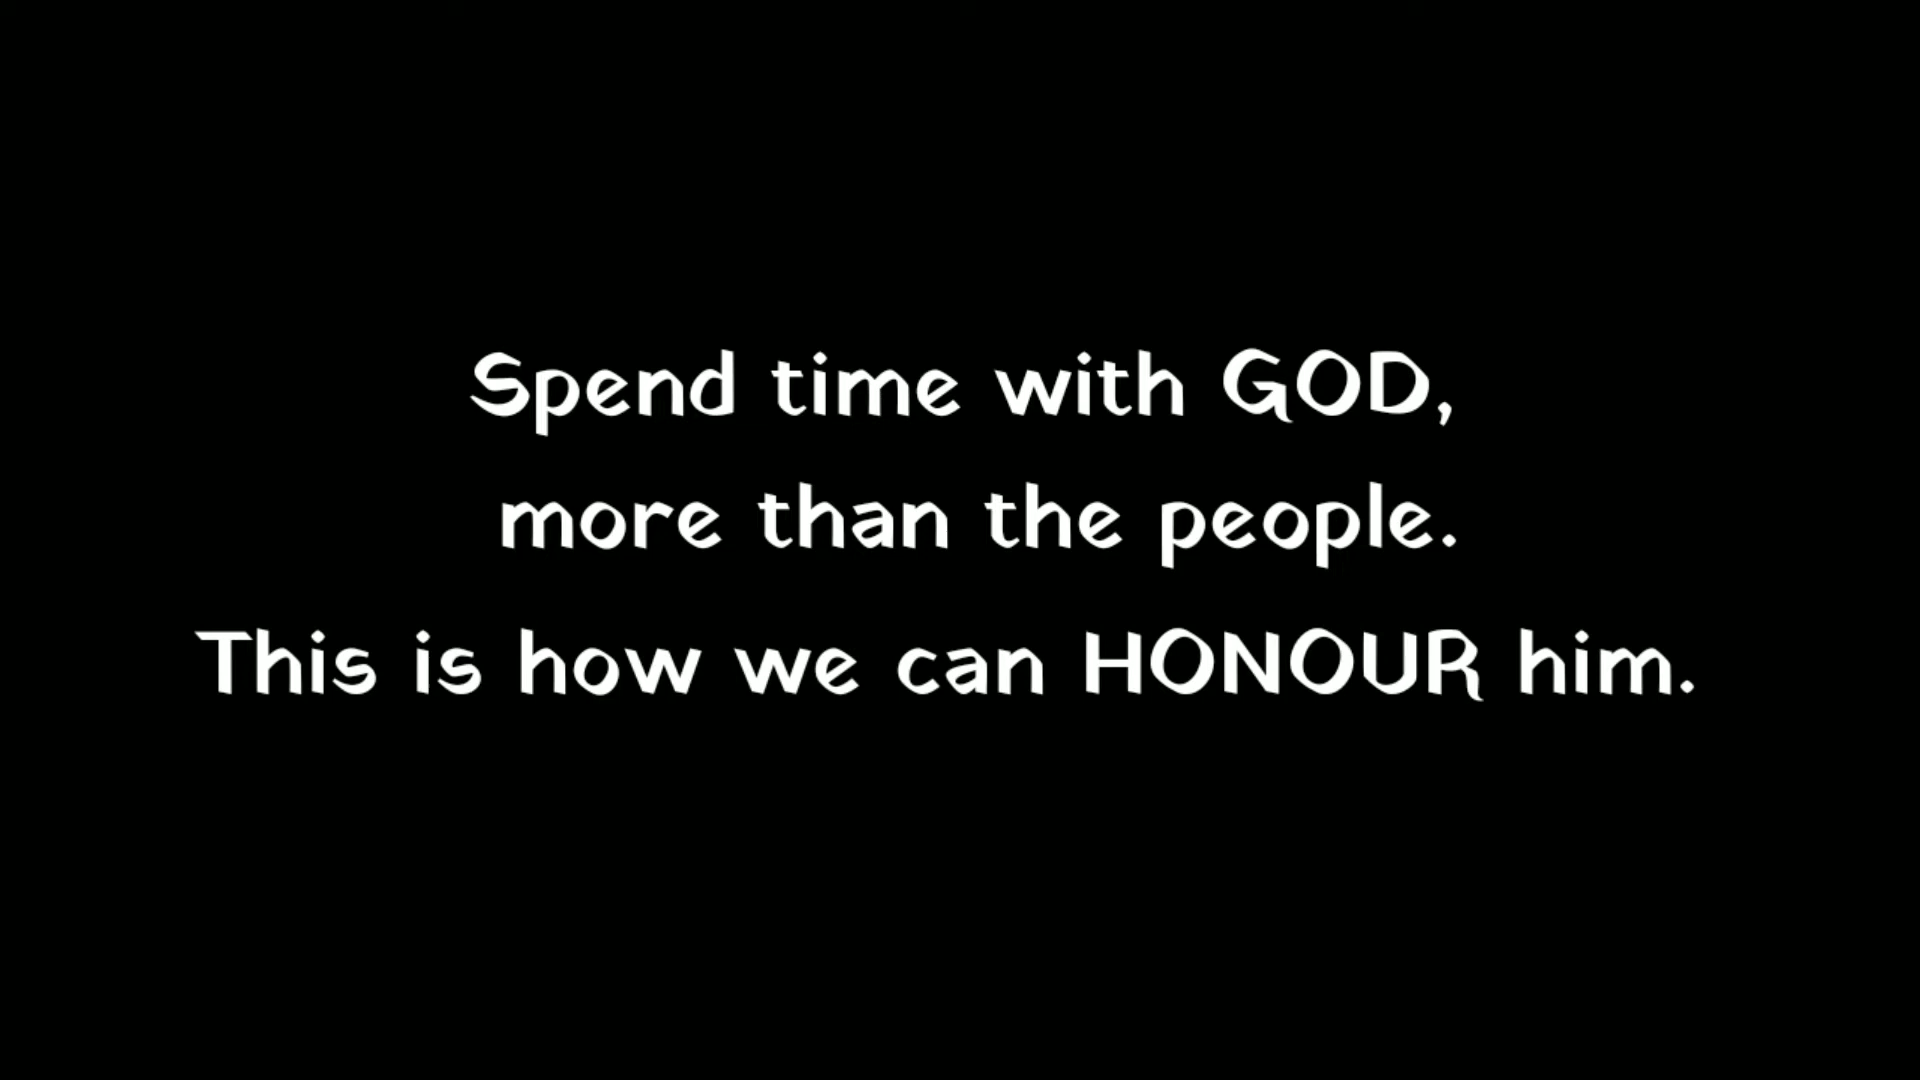 Spend time with GOD,
more than the people.
This is how we can HONOUR him.